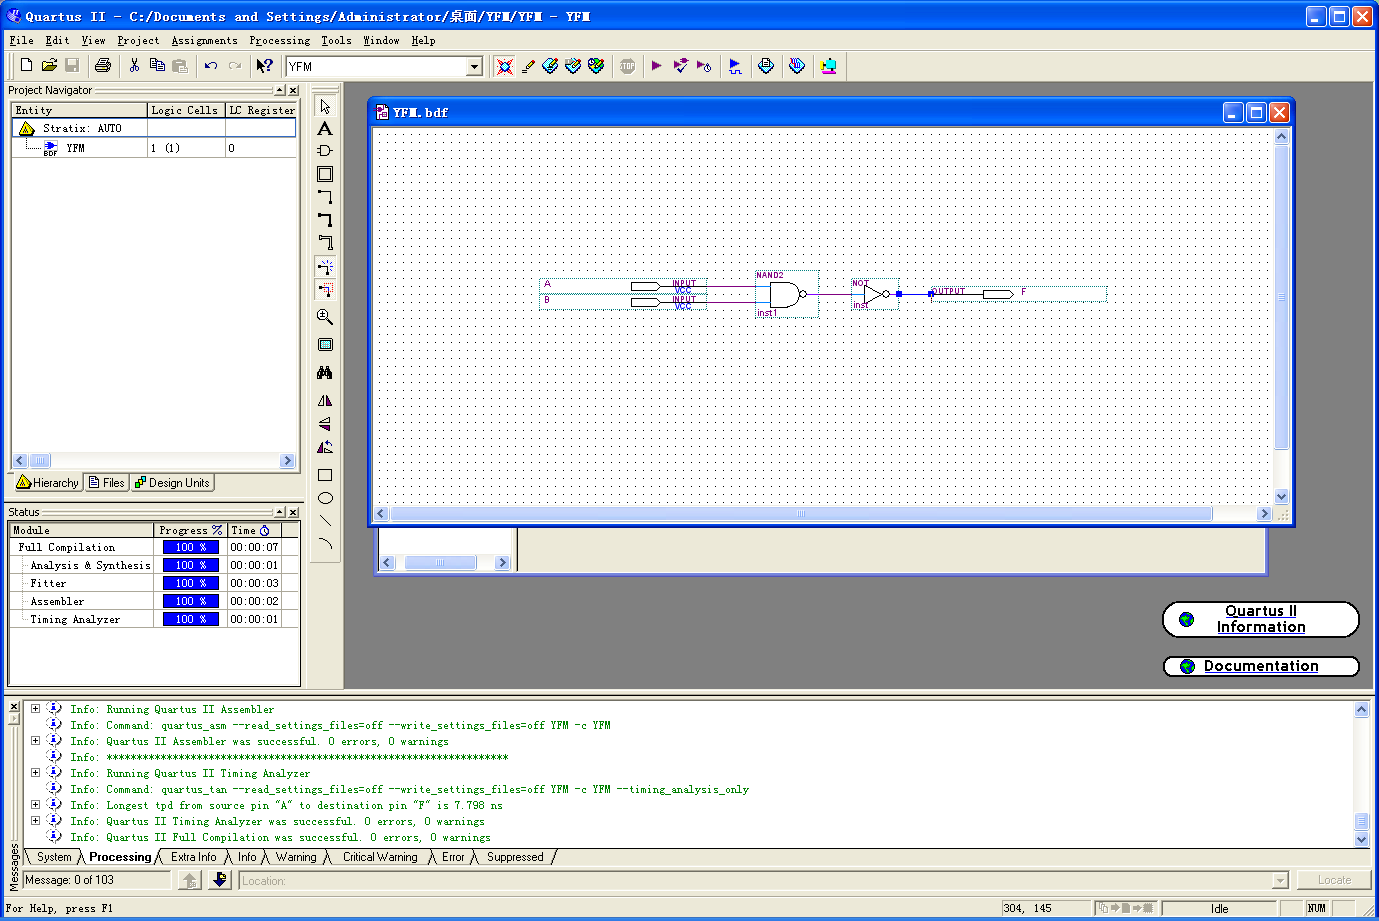 Quartus II - C:/Documents and Settings/Administrator/桌面/YFM/YFM - YFM
File Edit View Project Assignments Processing Tools Window Help
YFM
STOP
Project Navigator
Entity Logic Cells LC Register
Stratix: AUTO
BDF YFM 1 (1) 0
Hierarchy Files Design Units
YFM.bdf
A INPUT
VCC
B INPUT
VCC
NAND2
inst1
NOT
inst
OUTPUT F
Status
Module Progress % Time
Full Compilation 100 % 00:00:07
Analysis & Synthesis 100 % 00:00:01
Fitter 100 % 00:00:03
Assembler 100 % 00:00:02
Timing Analyzer 100 % 00:00:01
Quartus II
Information
Documentation
Info: Running Quartus II Assembler
Info: Command: quartus_asm --read_settings_files=off --write_settings_files=off YFM -c YFM
Info: Quartus II Assembler was successful. 0 errors, 0 warnings
Info: *******************************************************************
Info: Running Quartus II Timing Analyzer
Info: Command: quartus_tan --read_settings_files=off --write_settings_files=off YFM -c YFM --timing_analysis_only
Info: Longest tpd from source pin "A" to destination pin "F" is 7.798 ns
Info: Quartus II Timing Analyzer was successful. 0 errors, 0 warnings
Info: Quartus II Full Compilation was successful. 0 errors, 0 warnings
Messages
System Processing Extra Info Info Warning Critical Warning Error Suppressed
Message: 0 of 103 Location: Locate
For Help, press F1 304, 145 Idle NUM